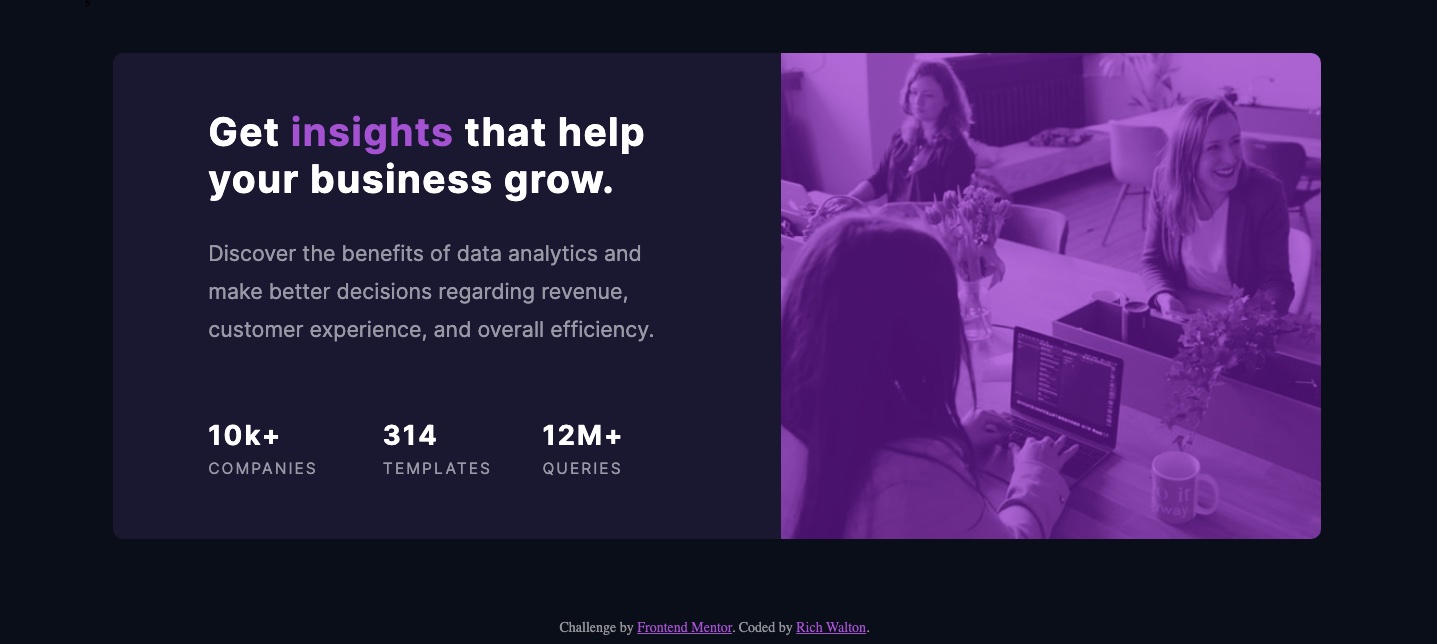 Get insights that help
your business grow.
Discover the benefits of data analytics and
make better decisions regarding revenue,
customer experience, and overall efficiency.
10k+ 314 12M+
COMPANIES TEMPLATES QUERIES
Challenge by Frontend Mentor. Coded by Rich Walton.